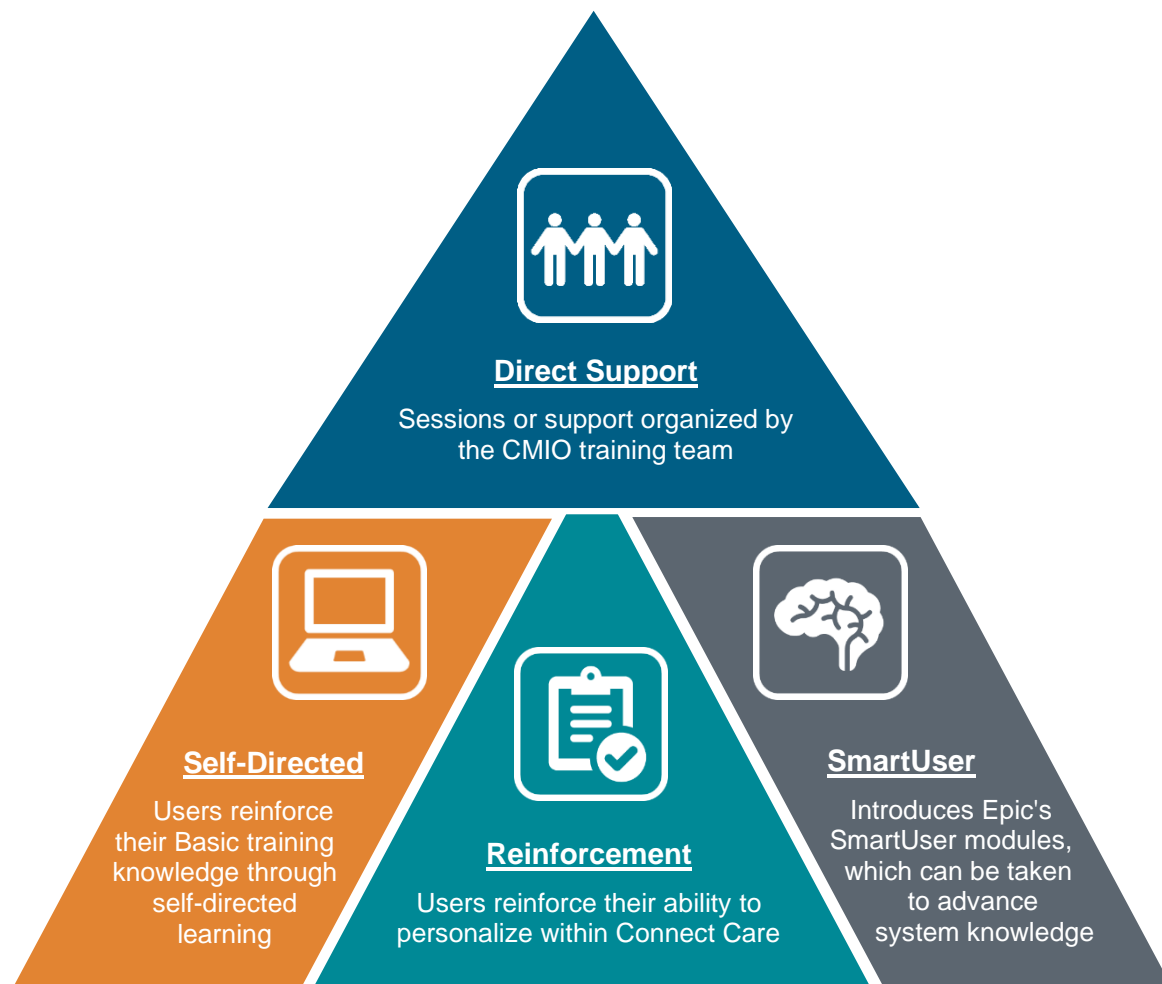 Direct Support
Sessions or support organized by
the CMIO training team
Self-Directed
Users reinforce
their Basic training
knowledge through
self-directed
learning
Reinforcement
Users reinforce their ability to
personalize within Connect Care
SmartUser
Introduces Epic's
SmartUser modules,
which can be taken
to advance
system knowledge